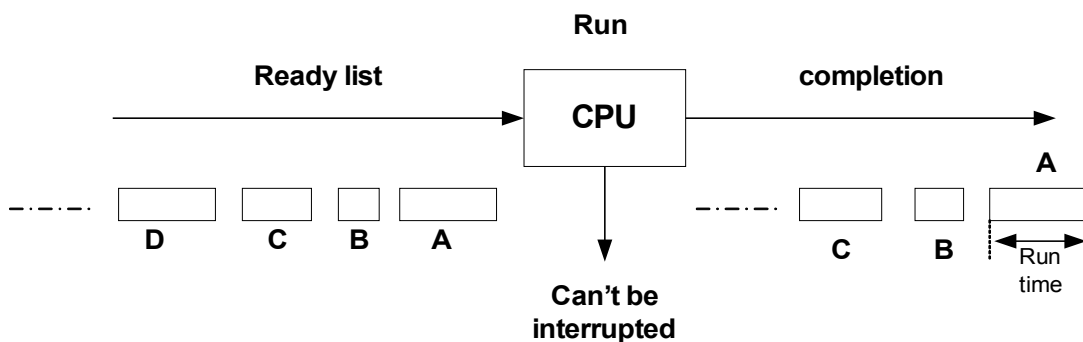 Run
Ready list
CPU
completion
A
D
C
B
A
C
B
Run
time
Can't be
interrupted